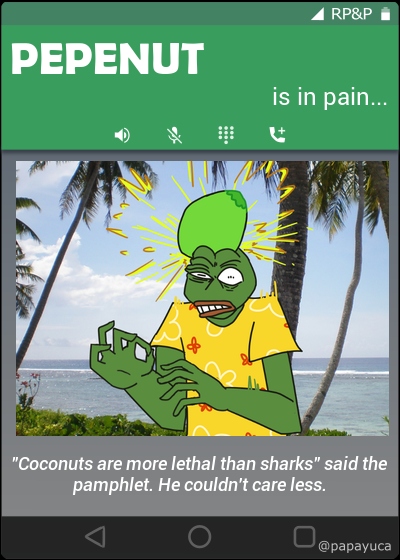 RP&P
PEPENUT
is in pain...
"Coconuts are more lethal than sharks" said the
pamphlet. He couldn't care less.
@papayuca